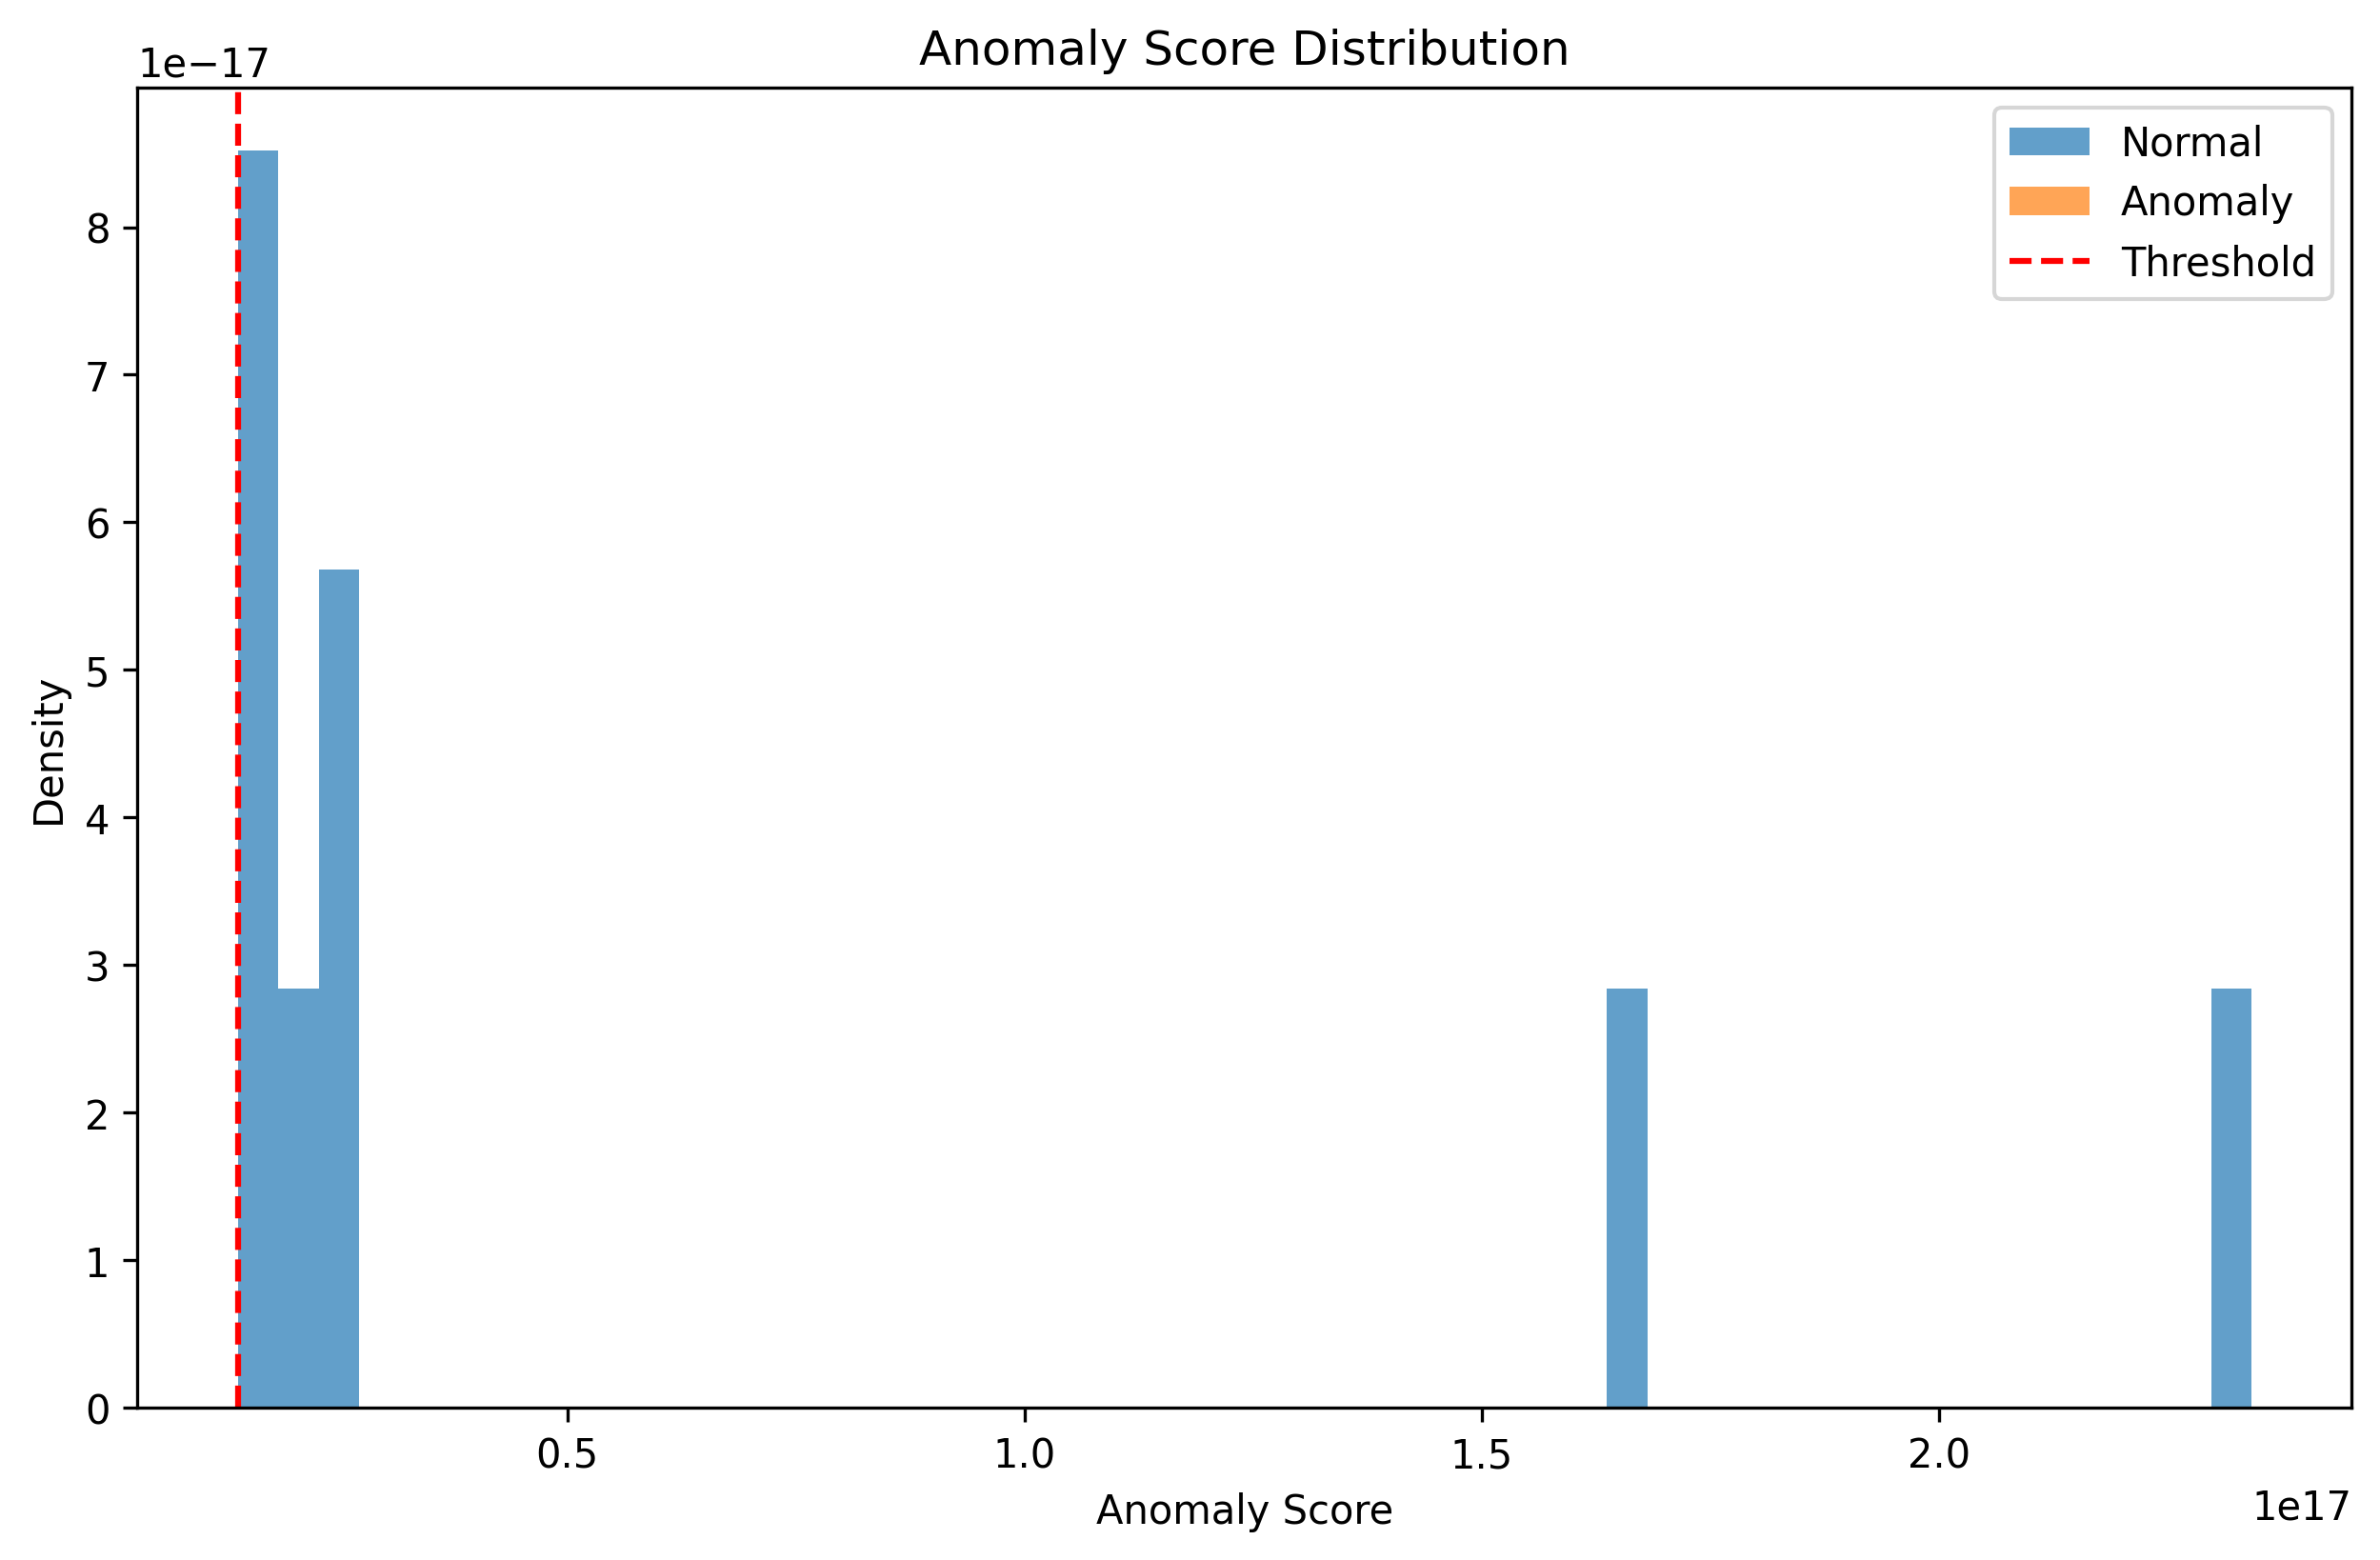 Anomaly Score Distribution
1e−17
Normal
Anomaly
Threshold
8
7
6
5
4
3
2
1
0
Density
0.5
1.0
1.5
2.0
Anomaly Score
1e17